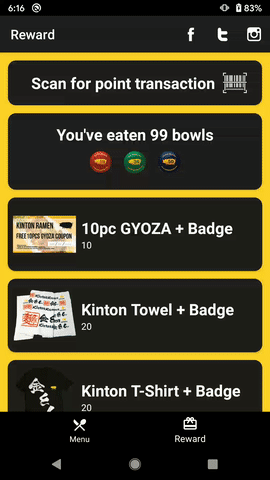 6:16 83%
Reward
Scan for point transaction
You've eaten 99 bowls
KINTON RAMEN
FREE 10PCS GYOZA COUPON
10pc GYOZA + Badge
10
Kinton Towel + Badge
20
Kinton T-Shirt + Badge
20
Menu Reward